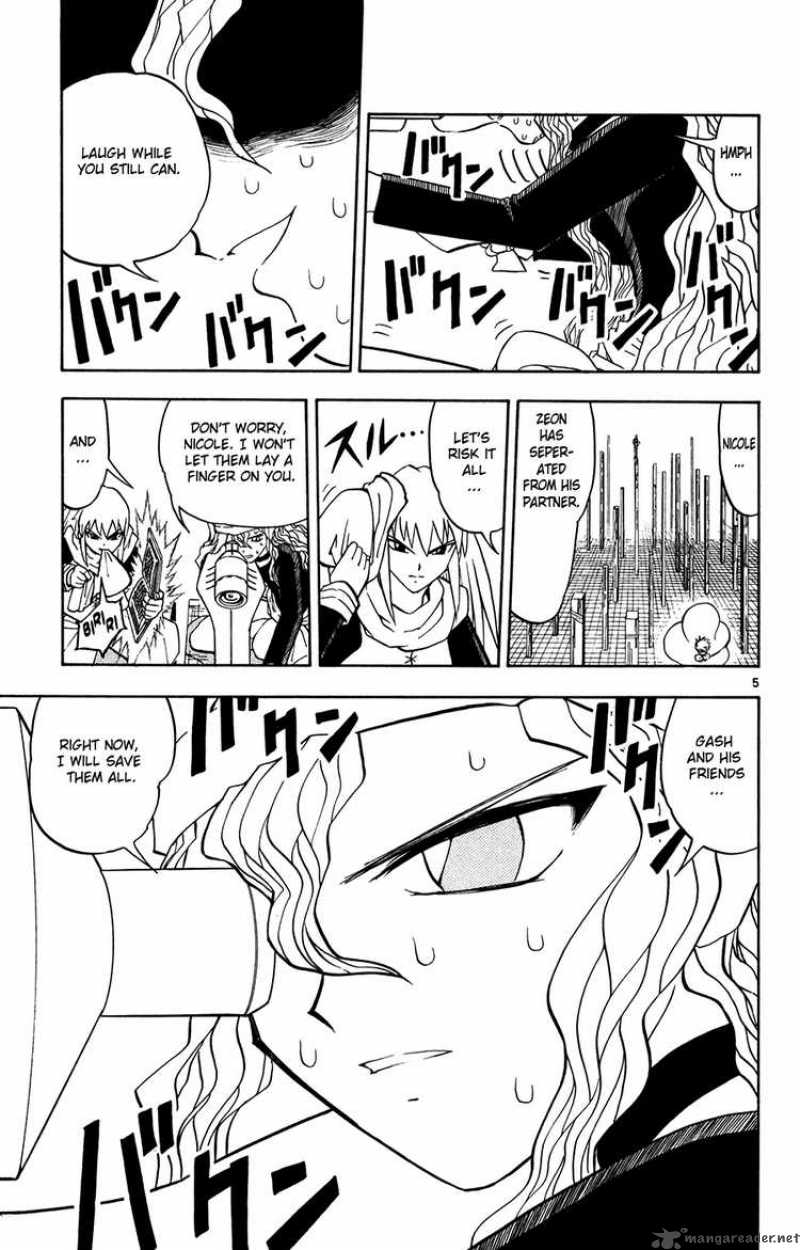 HMPH
...
バクン
バクン
バクン
バクン
LAUGH WHILE
YOU STILL CAN.
バクン
バクン
NICOLE
...
ZEON
HAS
SEPER-
ATED
FROM HIS
PARTNER.
LET'S
RISK IT
ALL
...
スル...
DON'T WORRY,
NICOLE. I WON'T
LET THEM LAY A
FINGER ON YOU.
AND
...
BIRIRI
5
GASH
AND HIS
FRIENDS
...
バクン
バクン
RIGHT NOW,
I WILL SAVE
THEM ALL.
バクン
mangareader.net